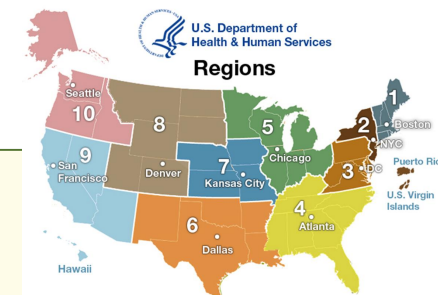 U.S. Department of
Health & Human Services
Regions
Seattle
10
9
San
Francisco
Hawaii
8
Denver
7
Kansas City
6
Dallas
5
Chicago
4
Atlanta
3
DC
2
NYC
1
Boston
Puerto Ric
U.S. Virgin
Islands